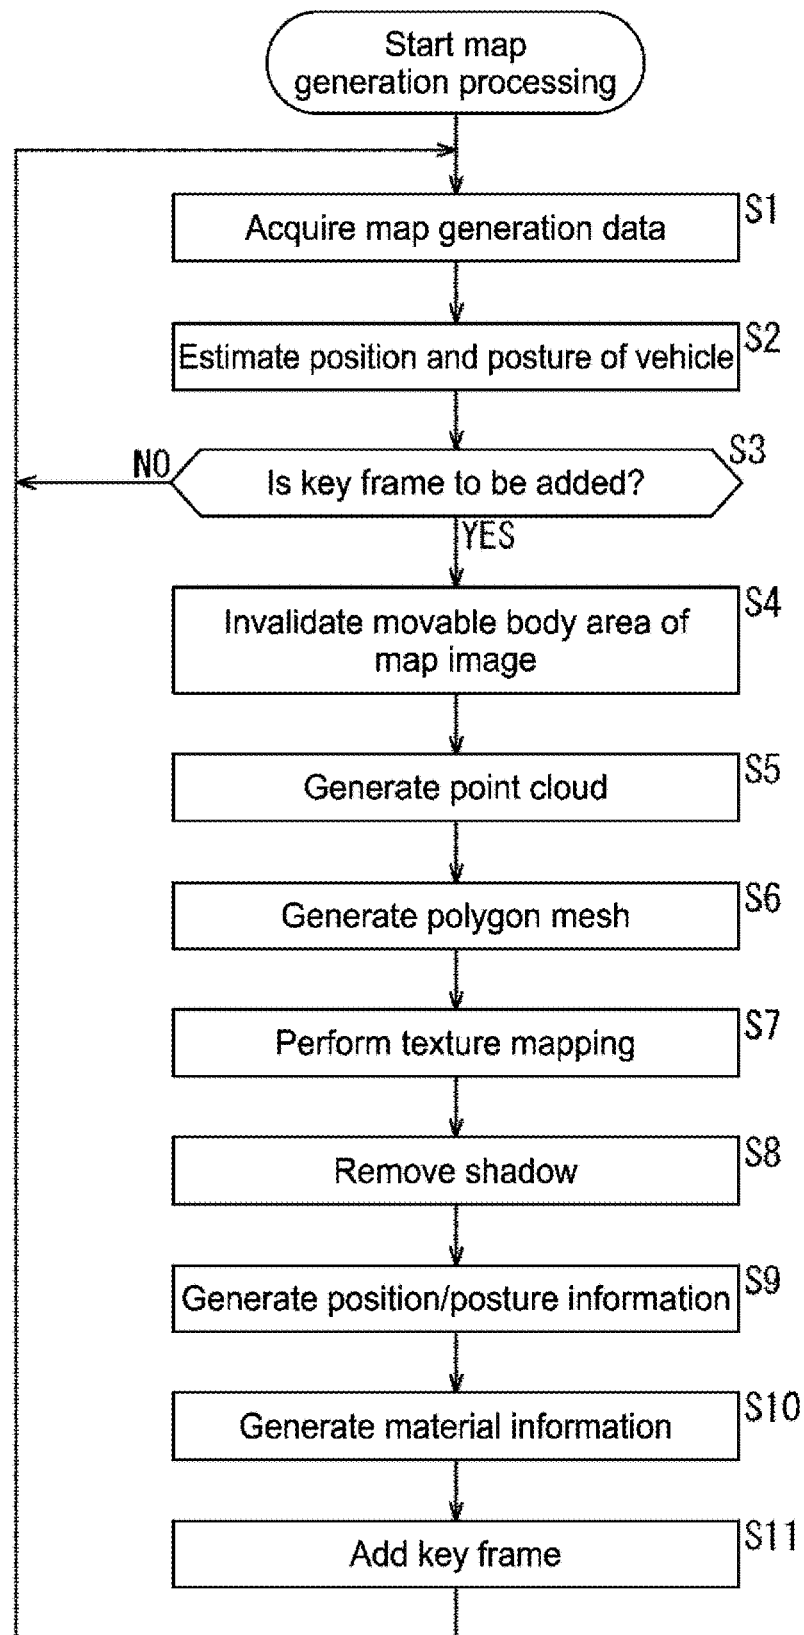 Start map
generation processing
S1
Acquire map generation data
S2
Estimate position and posture of vehicle
S3
NO
Is key frame to be added?
YES
S4
Invalidate movable body area of
map image
S5
Generate point cloud
S6
Generate polygon mesh
S7
Perform texture mapping
S8
Remove shadow
S9
Generate position/posture information
S10
Generate material information
S11
Add key frame